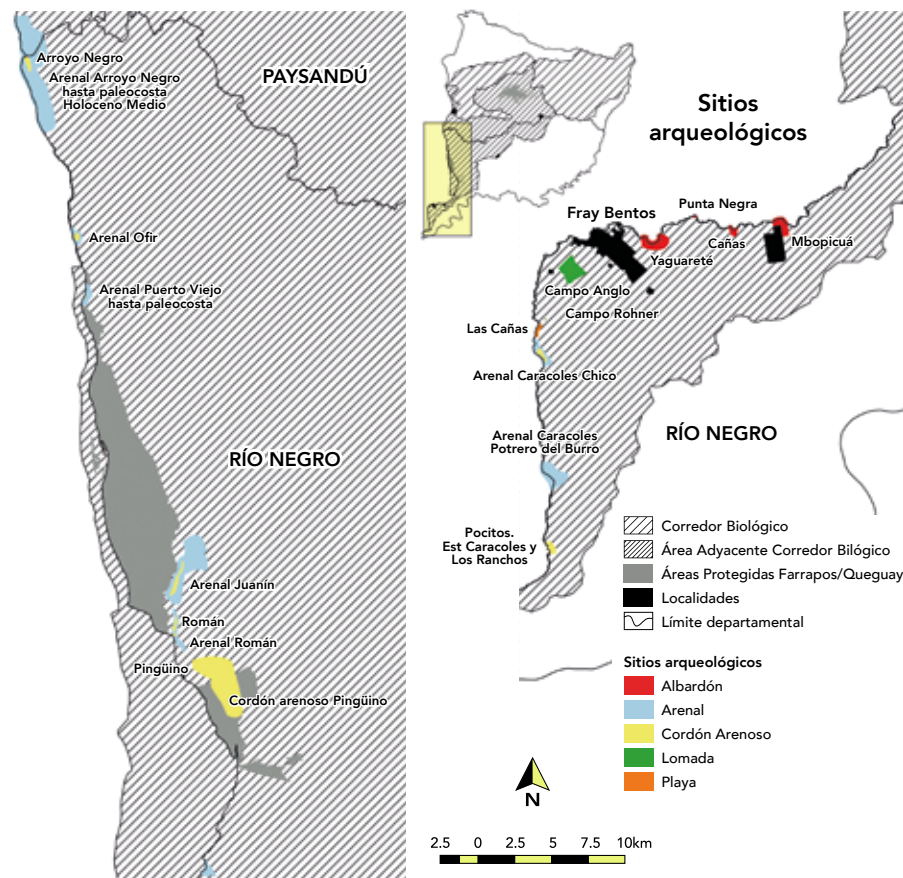 Arroyo Negro
Arenal Arroyo Negro
hasta paleocosta
Holoceno Medio
PAYSANDÚ
Arenal Ofir
Arenal Puerto Viejo
hasta paleocosta
RÍO NEGRO
Arenal Juanín
Román
Arenal Román
Pingüino
Cordón arenoso Pingüino
Sitios
arqueológicos
Punta Negra
Fray Bentos
Cañas
Mbopicuá
Yaguareté
Campo Anglo
Campo Rohner
Las Cañas
Arenal Caracoles Chico
Arenal Caracoles
Potrero del Burro
RÍO NEGRO
Pocitos.
Est Caracoles y
Los Ranchos
Corredor Biológico
Área Adyacente Corredor Bilógico
Áreas Protegidas Farrapos/Queguay
Localidades
Límite departamental
Sitios arqueológicos
Albardón
Arenal
Cordón Arenoso
Lomada
Playa
N
2.5 0 2.5 5 7.5 10km